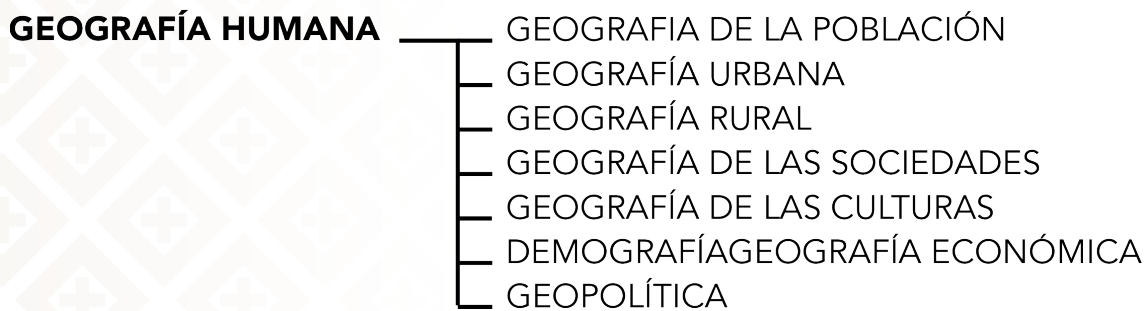 GEOGRAFÍA HUMANA GEOGRAFIA DE LA POBLACIÓN
GEOGRAFÍA URBANA
GEOGRAFÍA RURAL
GEOGRAFÍA DE LAS SOCIEDADES
GEOGRAFÍA DE LAS CULTURAS
DEMOGRAFÍAGEOGRAFÍA ECONÓMICA
GEOPOLÍTICA